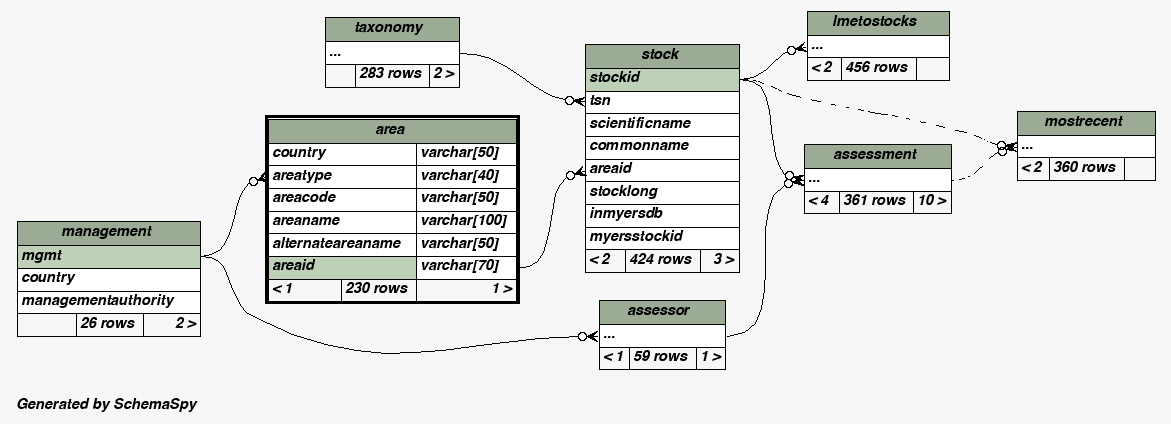 taxonomy
...
283 rows 2 >
area
country varchar[50]
areatype varchar[40]
areacode varchar[50]
areaname varchar[100]
alternateareaname varchar[50]
areaid varchar[70]
< 1 230 rows 1 >
management
mgmt
country
managementauthority
26 rows 2 >
stock
stockid
tsn
scientificname
commonname
areaid
stocklong
inmyersdb
myersstockid
< 2 424 rows 3 >
assessor
...
< 1 59 rows 1 >
lmetostocks
...
< 2 456 rows
assessment
...
< 4 361 rows 10 >
mostrecent
...
< 2 360 rows
Generated by SchemaSpy